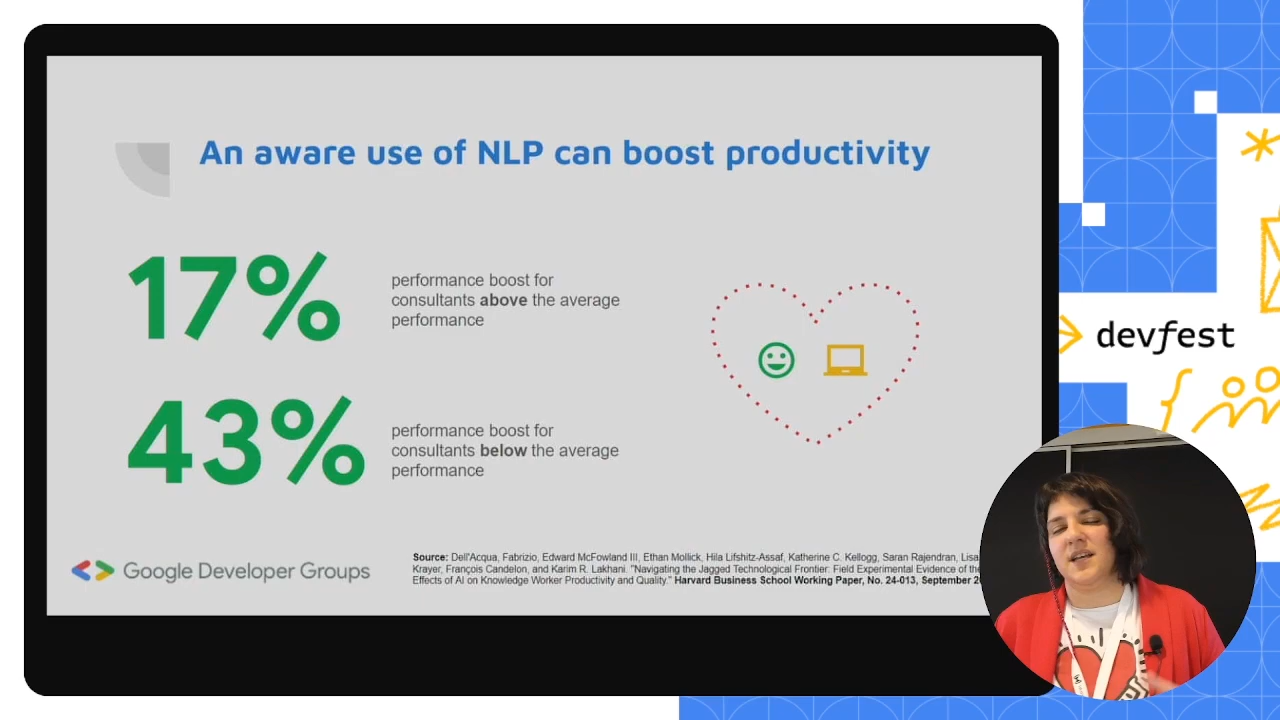 An aware use of NLP can boost productivity
17%
performance boost for
consultants above the average
performance
43%
performance boost for
consultants below the average
performance
Google Developer Groups
Source: Dell'Acqua, Fabrizio, Edward McFowland III, Ethan Mollick, Hila Lifshitz-Assaf, Katherine C. Kellogg, Saran Rajendran, Lisa
Krayer, François Candelon, and Karim R. Lakhani. "Navigating the Jagged Technological Frontier: Field Experimental Evidence of the
Effects of AI on Knowledge Worker Productivity and Quality." Harvard Business School Working Paper, No. 24-013, September
devfest